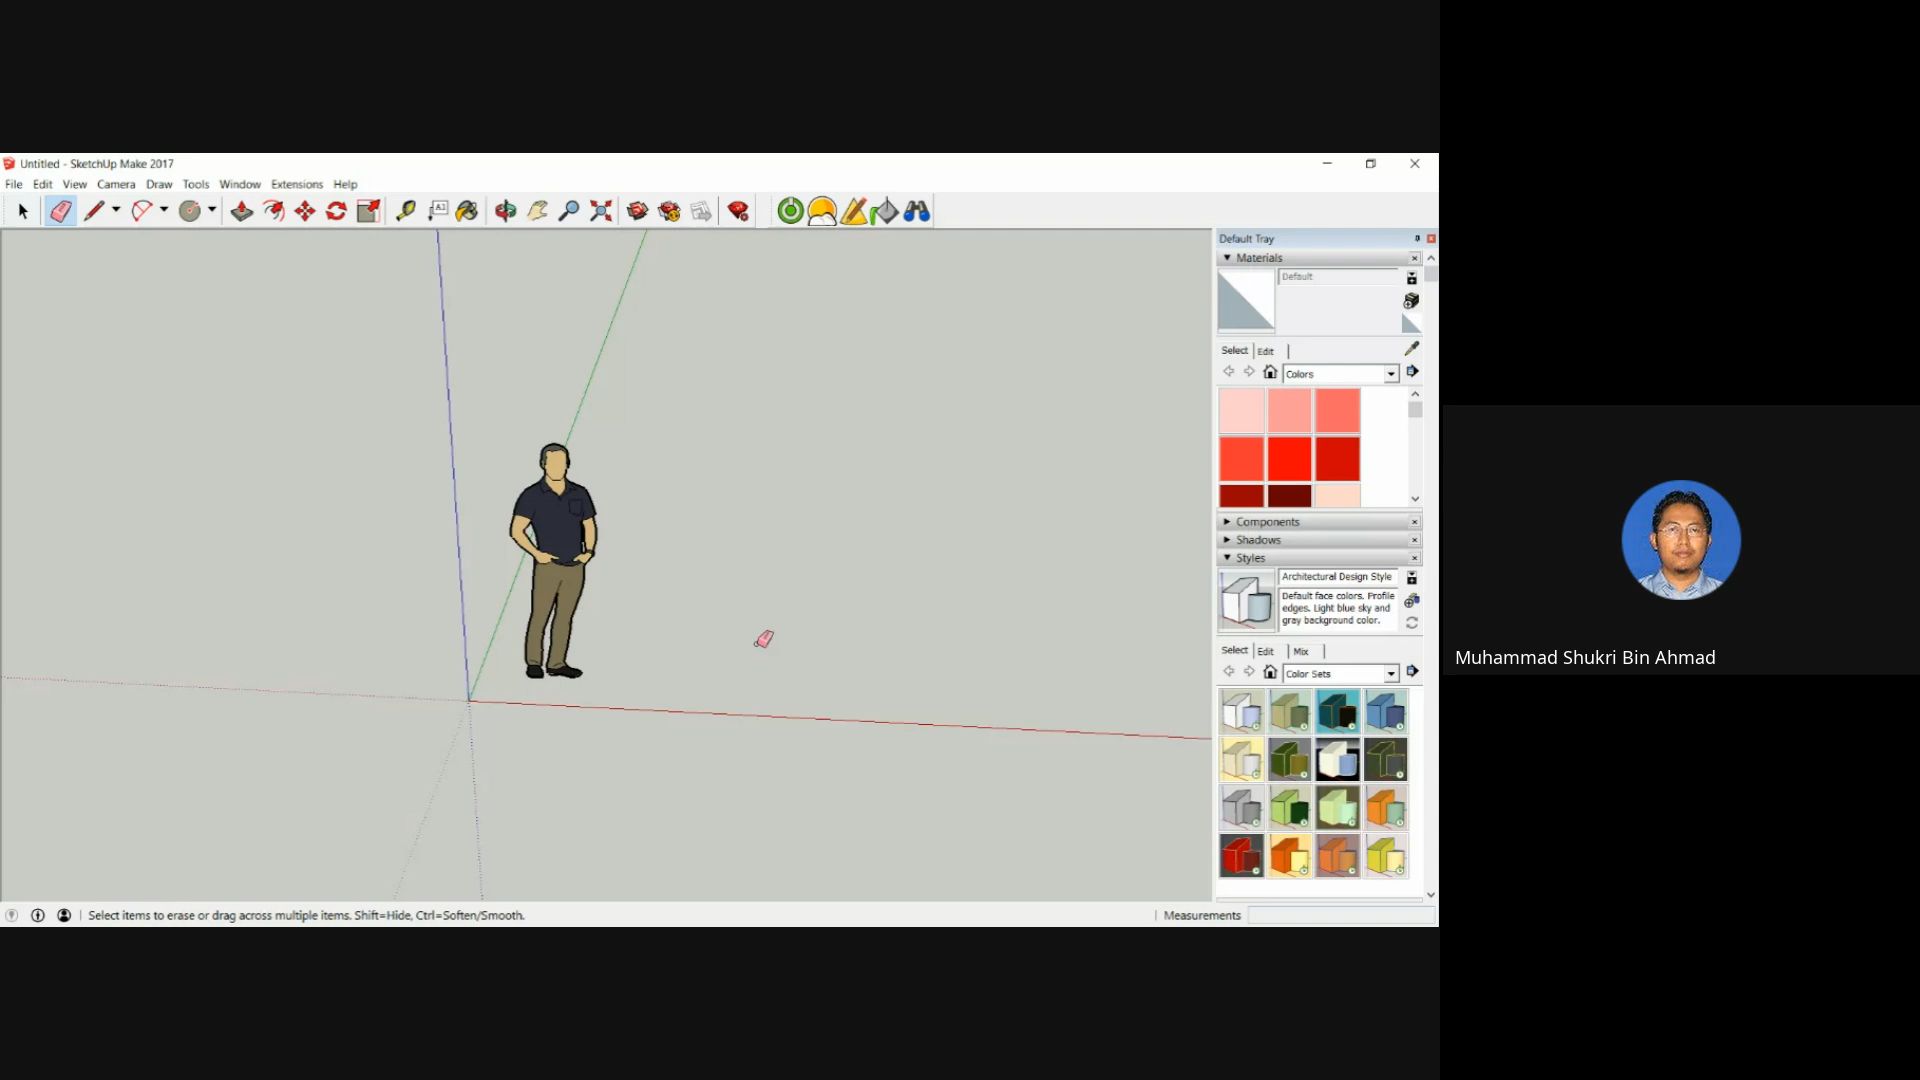 Untitled - SketchUp Make 2017
File Edit View Camera Draw Tools Window Extensions Help
A1
Default Tray
Materials
Default
Select Edit
Colors
Components
Shadows
Styles
Architectural Design Style
Default face colors. Profile
edges. Light blue sky and
gray background color.
Select Edit Mix
Color Sets
Muhammad Shukri Bin Ahmad
Select items to erase or drag across multiple items. Shift=Hide, Ctrl=Soften/Smooth.
Measurements